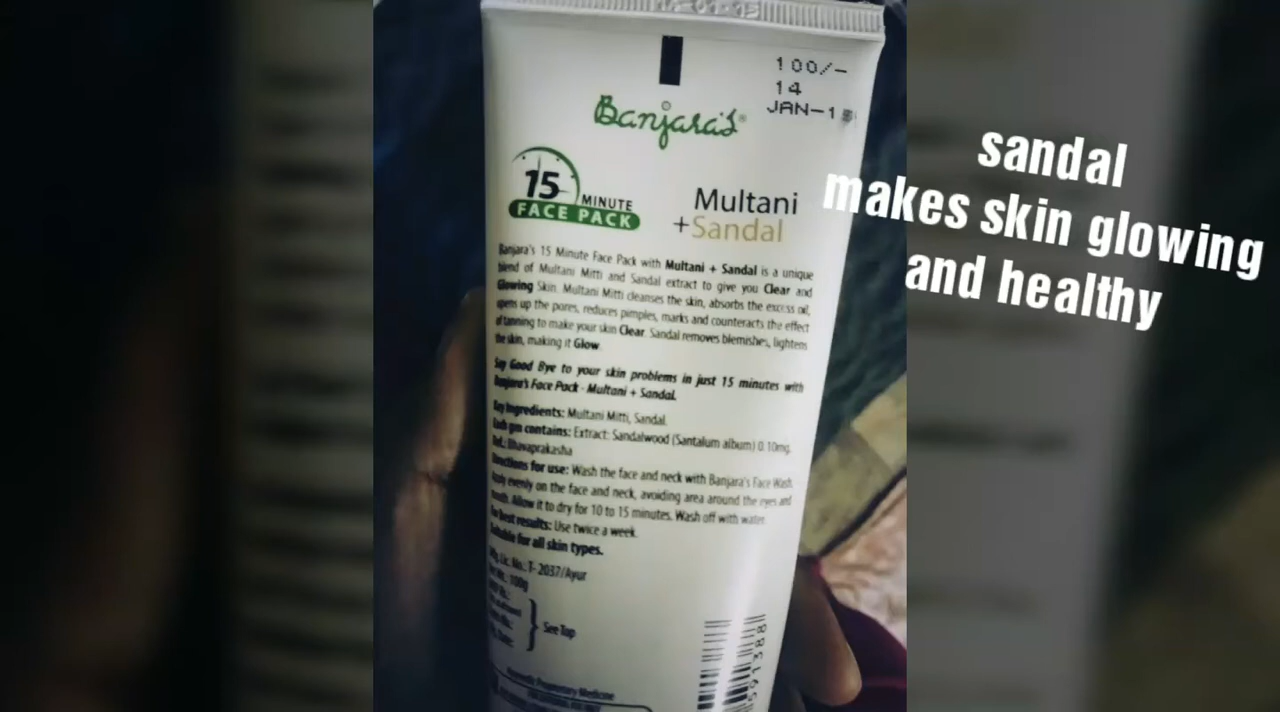 100/-
14
JAN-15
Banjara's®
15
MINUTE
FACE PACK
Multani
+Sandal
Banjara's 15 Minute Face Pack with Multani + Sandal is a unique
blend of Multani Mitti and Sandal extract to give you Clear and
Glowing Skin. Multani Mitti cleanses the skin, absorbs the excess oil,
opens up the pores, reduces pimples, marks and counteracts the effect
of tanning to make your skin Clear. Sandal removes blemishes, lightens
the skin, making it Glow.
Say Good Bye to your skin problems in just 15 minutes with
Banjara's Face Pack - Multani + Sandal.
Key Ingredients: Multani Mitti, Sandal.
Each gm contains: Extract: Sandalwood (Santalum album) 0.10mg.
Ref.: Bhavaprakasha
Directions for use: Wash the face and neck with Banjara's Face Wash.
Apply evenly on the face and neck, avoiding area around the eyes and
mouth. Allow it to dry for 10 to 15 minutes. Wash off with water.
For best results: Use twice a week.
Suitable for all skin types.
Mfg. Lic. No.: T- 2037/Ayur
Net Wt.: 100g
See Top
591388
Proprietary Medicine
sandal
makes skin glowing
and healthy